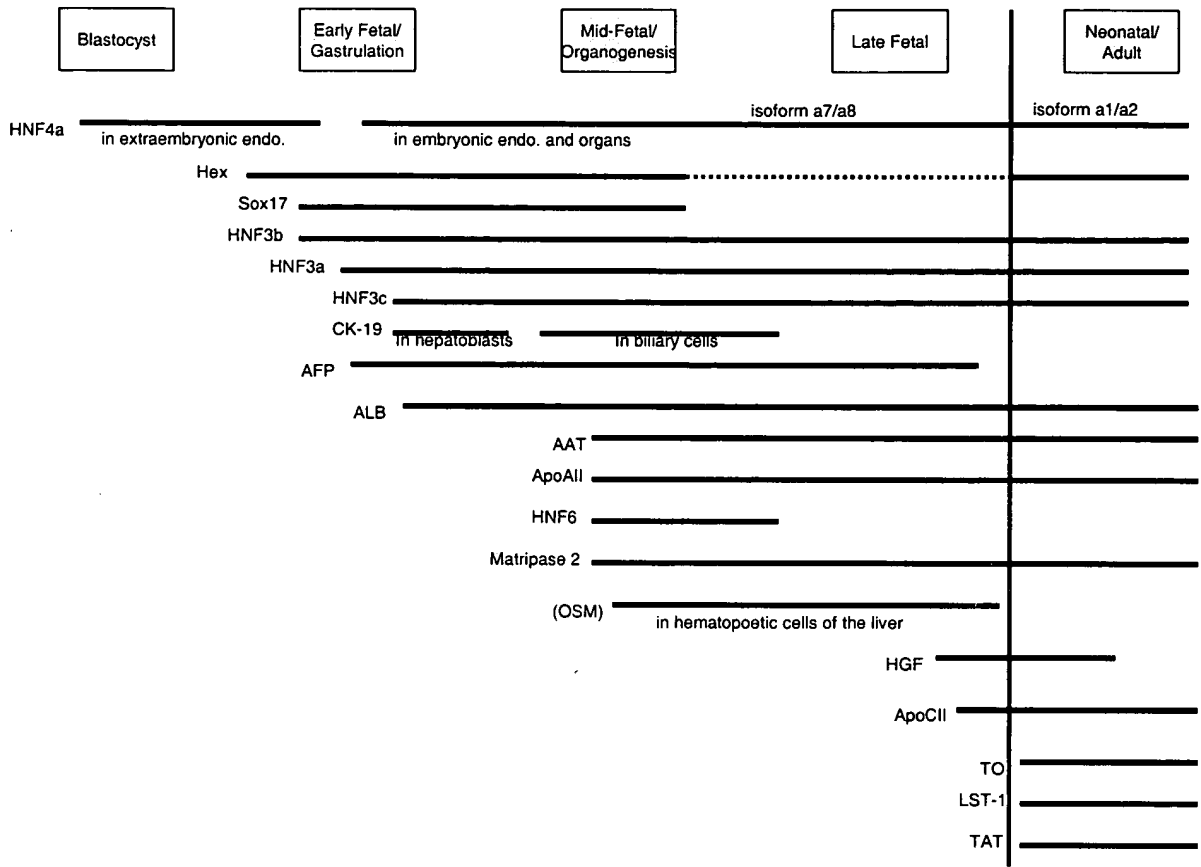 Blastocyst
Early Fetal/
Gastrulation
Mid-Fetal/
Organogenesis
Late Fetal
Neonatal/
Adult
isoform a7/a8
isoform a1/a2
HNF4a
in extraembryonic endo.
in embryonic endo. and organs
Hex
Sox17
HNF3b
HNF3a
HNF3c
CK-19
In hepatoblasts
In biliary cells
AFP
ALB
AAT
ApoAII
HNF6
Matripase 2
(OSM)
in hematopoetic cells of the liver
HGF
ApoCII
TO
LST-1
TAT